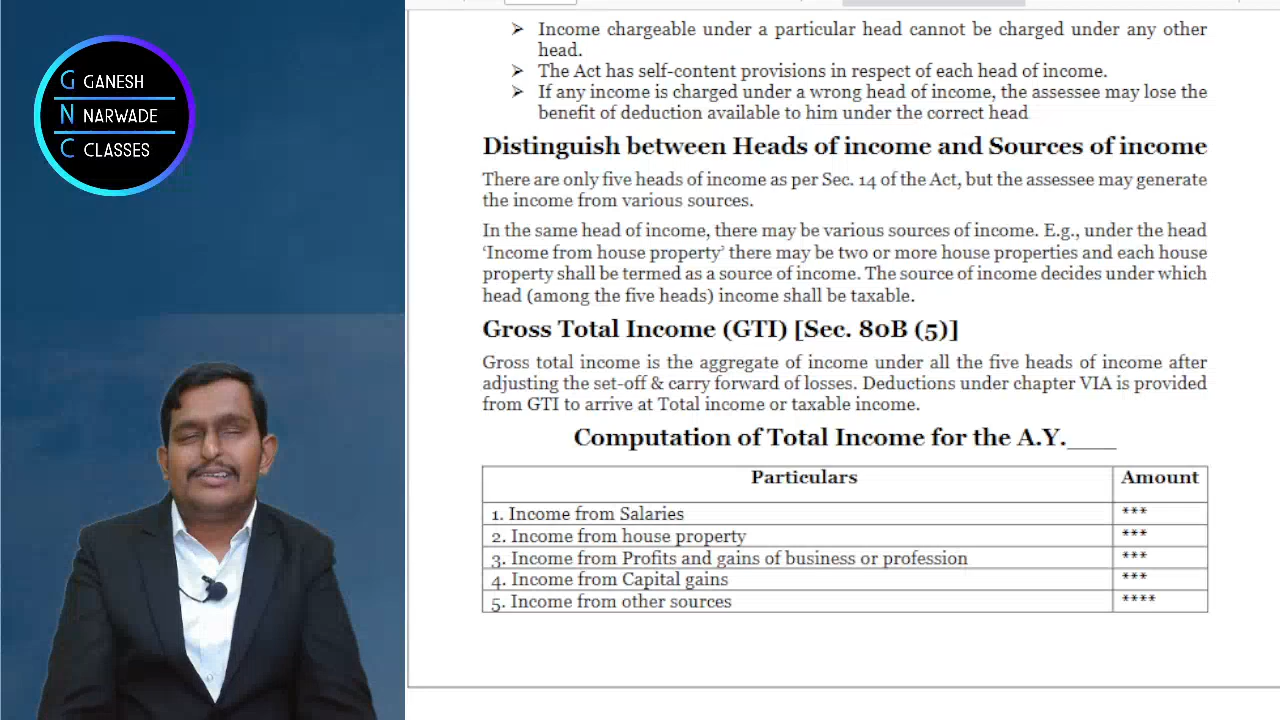 G GANESH
N NARWADE
C CLASSES
➢ Income chargeable under a particular head cannot be charged under any other
head.
➢ The Act has self-content provisions in respect of each head of income.
➢ If any income is charged under a wrong head of income, the assessee may lose the
benefit of deduction available to him under the correct head
Distinguish between Heads of income and Sources of income
There are only five heads of income as per Sec. 14 of the Act, but the assessee may generate
the income from various sources.
In the same head of income, there may be various sources of income. E.g., under the head
‘Income from house property’ there may be two or more house properties and each house
property shall be termed as a source of income. The source of income decides under which
head (among the five heads) income shall be taxable.
Gross Total Income (GTI) [Sec. 80B (5)]
Gross total income is the aggregate of income under all the five heads of income after
adjusting the set-off & carry forward of losses. Deductions under chapter VIA is provided
from GTI to arrive at Total income or taxable income.
Computation of Total Income for the A.Y.____
Particulars Amount
1. Income from Salaries ***
2. Income from house property ***
3. Income from Profits and gains of business or profession ***
4. Income from Capital gains ***
5. Income from other sources ****